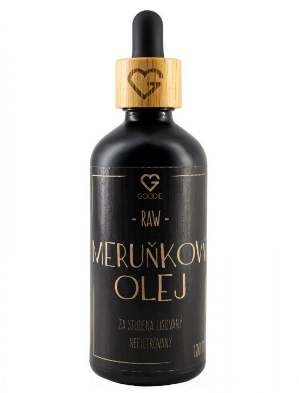 GOODIE
- RAW -
MERUŇKOV
OLEJ
ZA STUDENA LISOVANÝ
NEFILTROVANÝ